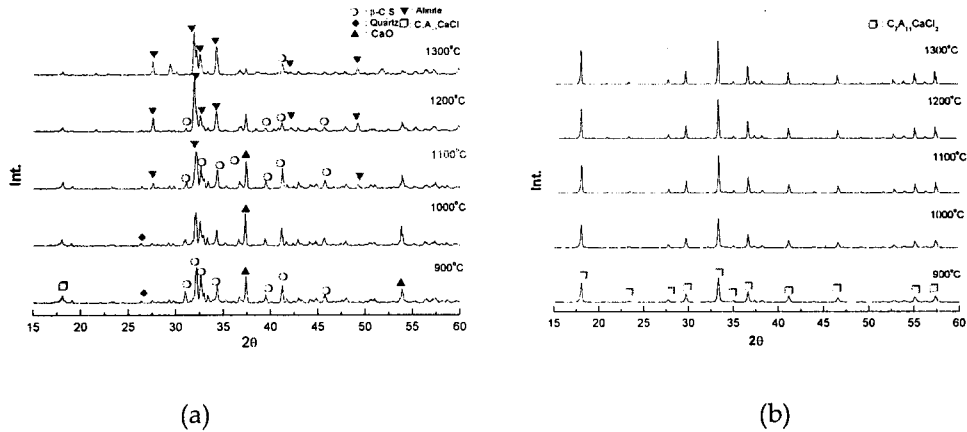 : β-C₂S : Alinite
: Quartz : C₇A₁₁CaCl
: CaO
1300°C
1200°C
1100°C
1000°C
900°C
Int.
15 20 25 30 35 40 45 50 55 60
2θ
(a)
: C₇A₁₁CaCl₂
1300°C
1200°C
1100°C
1000°C
900°C
Int.
15 20 25 30 35 40 45 50 55 60
2θ
(b)